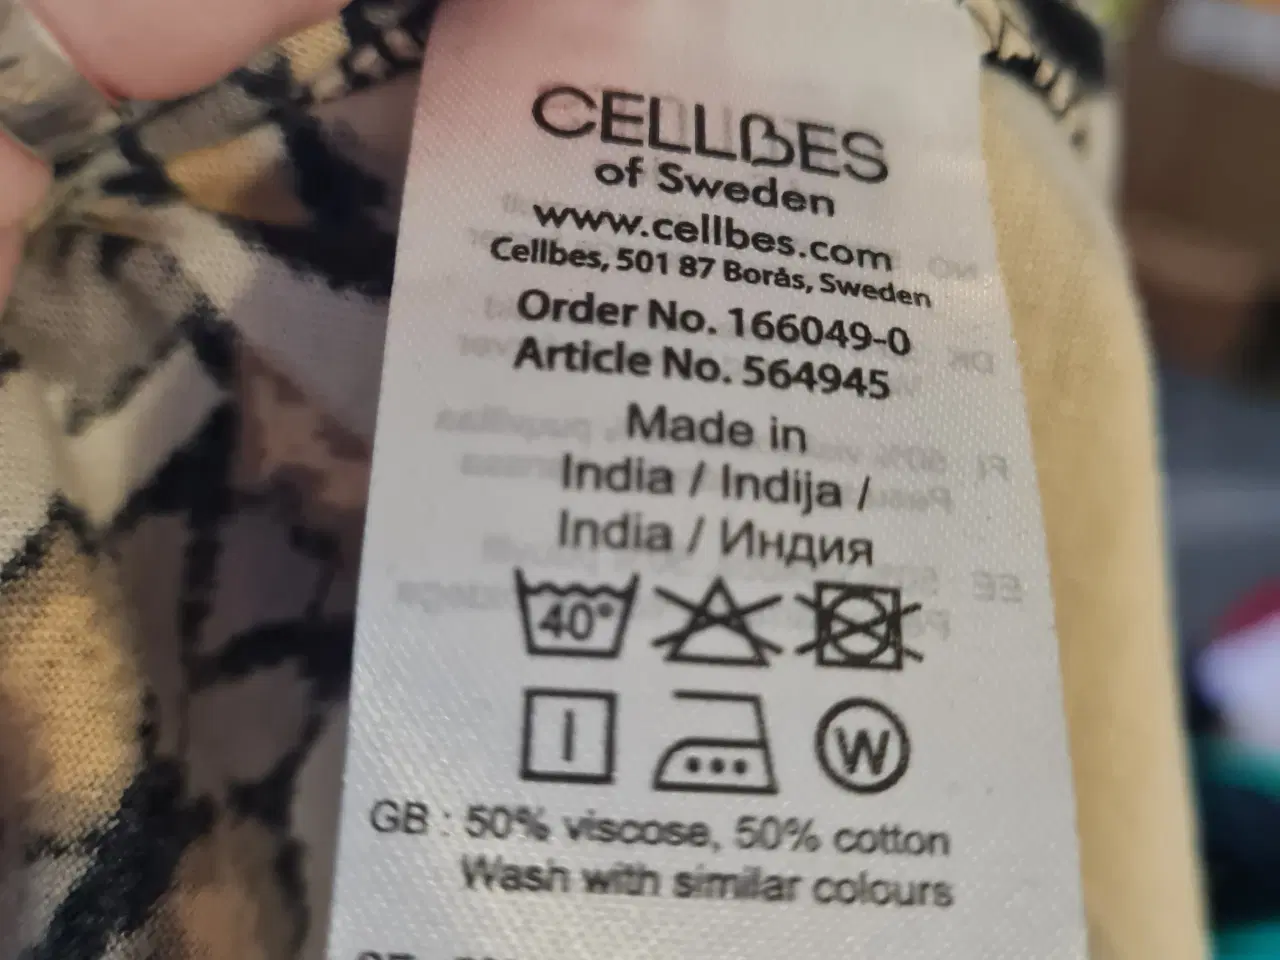 CELLBES
of Sweden
www.cellbes.com
Cellbes, 501 87 Borås, Sweden
Order No. 166049-0
Article No. 564945
Made in
India / Indija /
India / Индия
40°
W
GB : 50% viscose, 50% cotton
Wash with similar colours